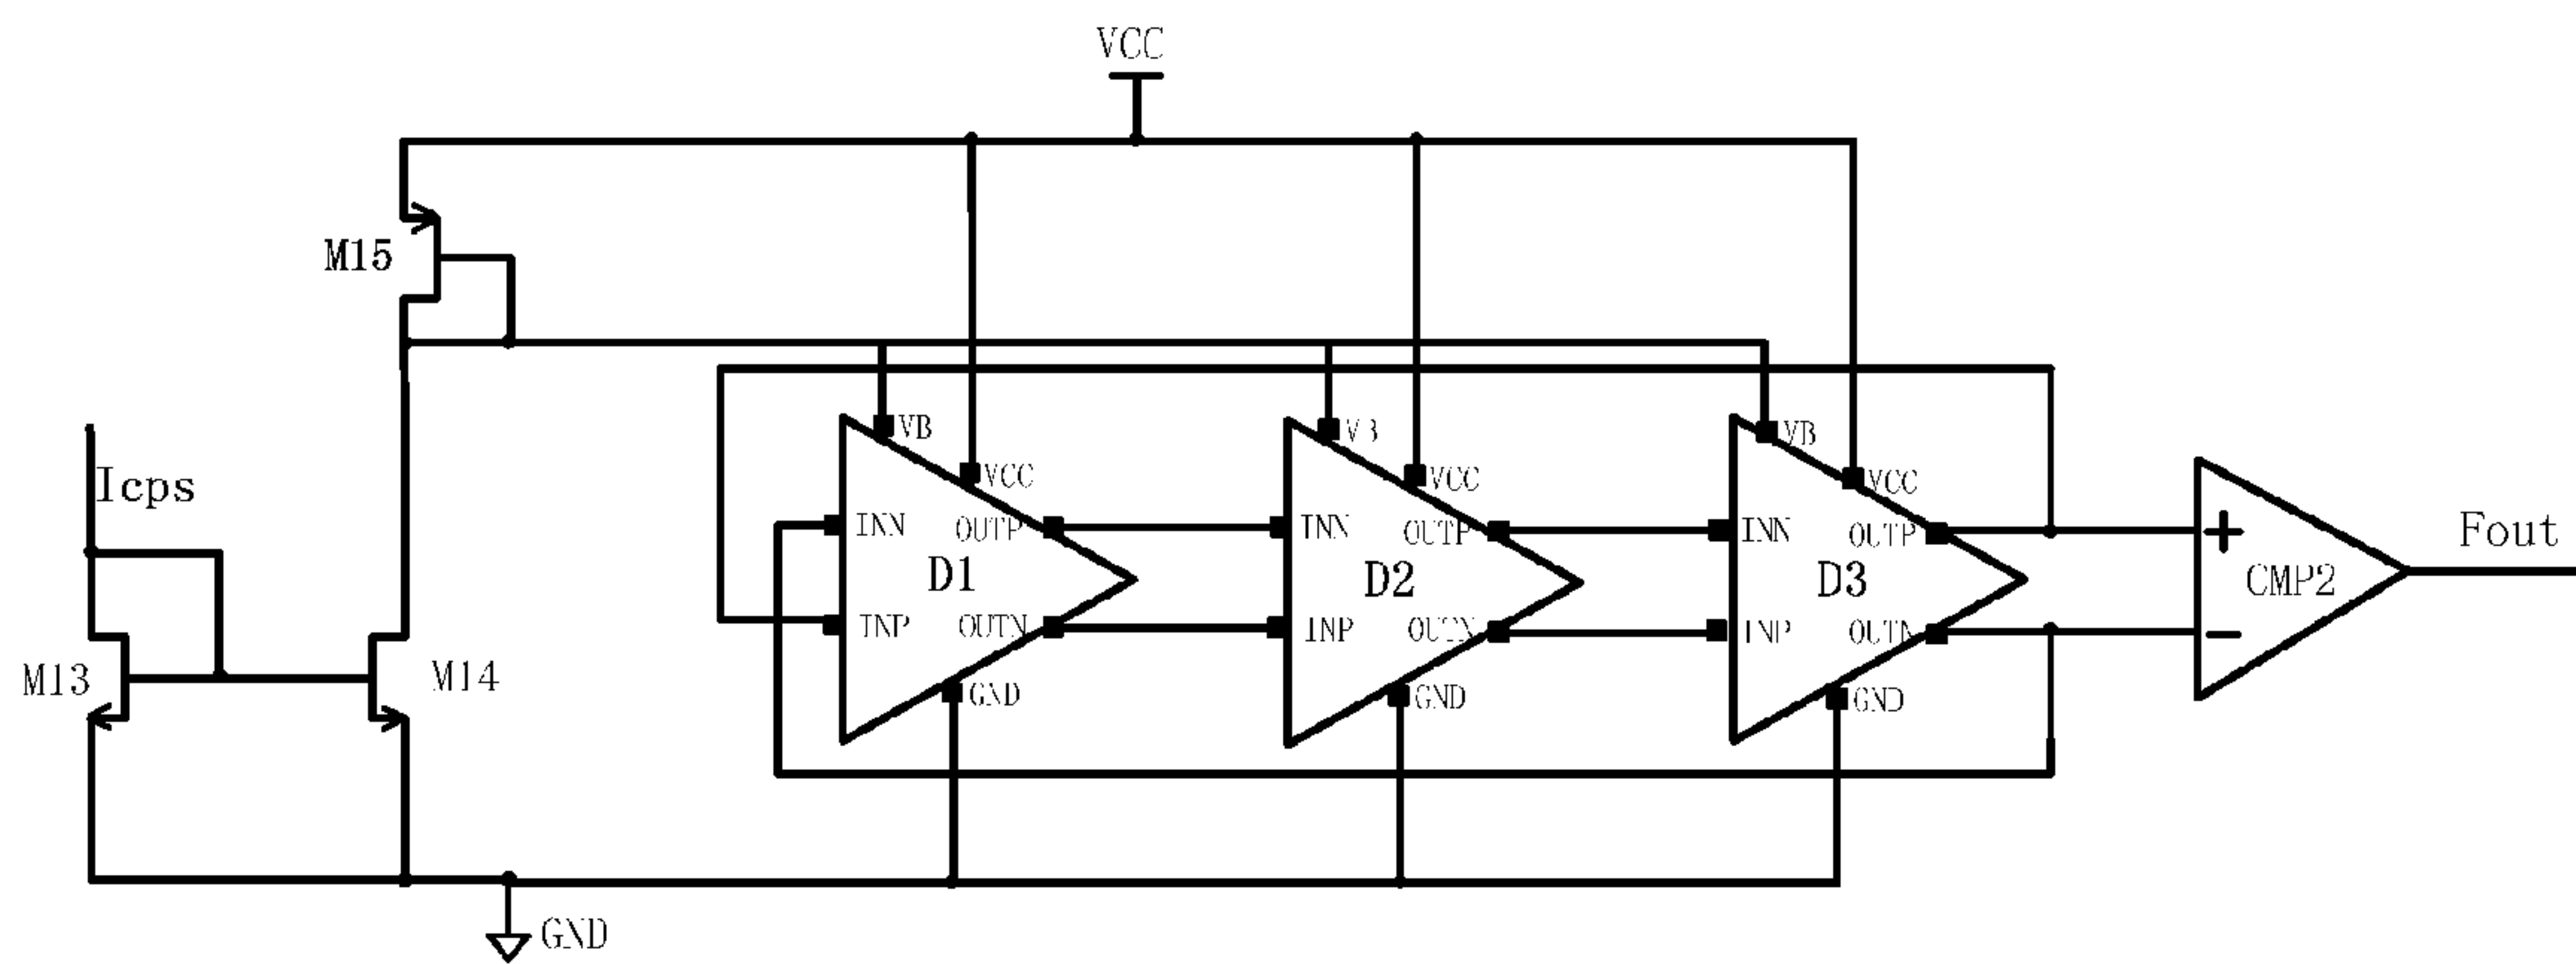 VCC
M15
Icps
M13
M14
GND
VB
VCC
INN
OUTP
D1
INP
OUTN
GND
VCC
INN
OUTP
D2
INP
GND
VB
VCC
INN
OUTP
D3
INP
OUTN
GND
+
CMP2
−
Fout